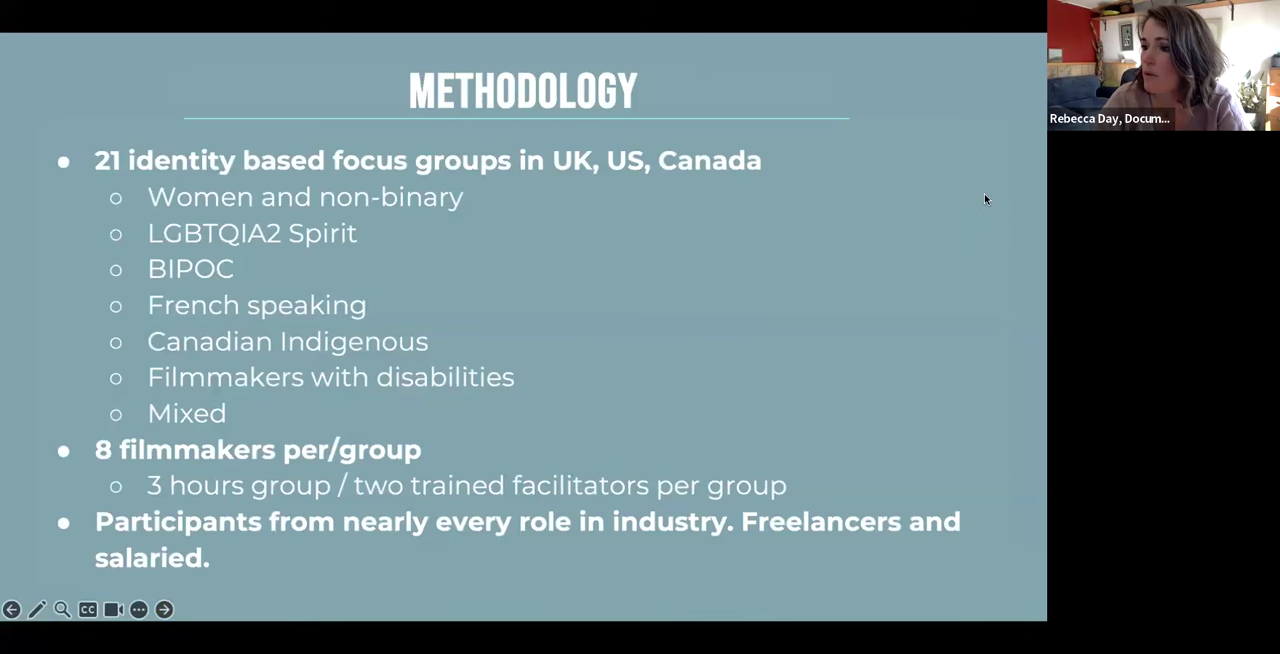 METHODOLOGY
Rebecca Day, Docum...
● 21 identity based focus groups in UK, US, Canada
○ Women and non-binary
○ LGBTQIA2 Spirit
○ BIPOC
○ French speaking
○ Canadian Indigenous
○ Filmmakers with disabilities
○ Mixed
● 8 filmmakers per/group
○ 3 hours group / two trained facilitators per group
● Participants from nearly every role in industry. Freelancers and
salaried.
CC